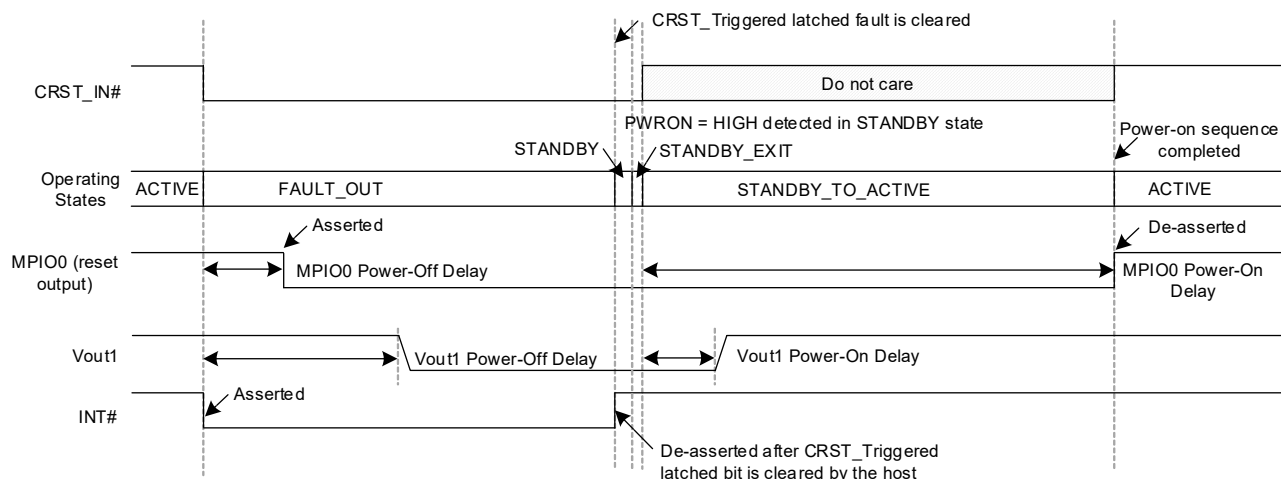 CRST_Triggered latched fault is cleared
CRST_IN#
Do not care
PWRON = HIGH detected in STANDBY state
STANDBY
STANDBY_EXIT
Power-on sequence
completed
Operating
States
ACTIVE
FAULT_OUT
STANDBY_TO_ACTIVE
ACTIVE
Asserted
De-asserted
MPIO0 (reset
output)
MPIO0 Power-Off Delay
MPIO0 Power-On
Delay
Vout1
Vout1 Power-Off Delay
Vout1 Power-On Delay
Asserted
INT#
De-asserted after CRST_Triggered
latched bit is cleared by the host